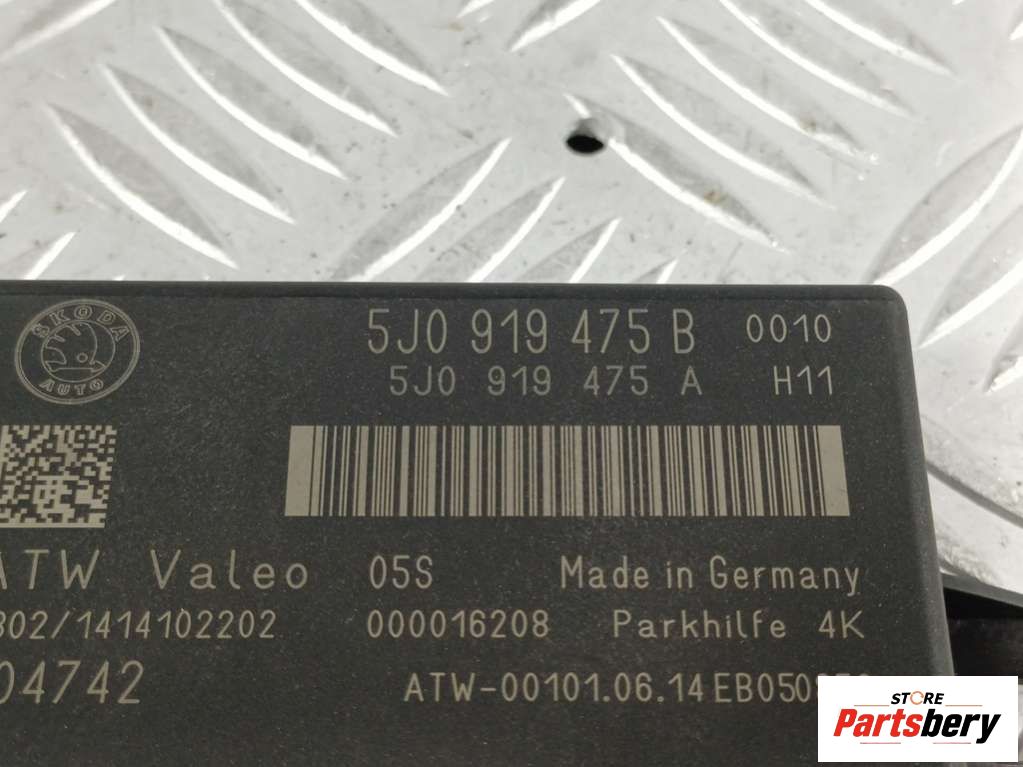 SKODA
AUTO
5J0 919 475 B 0010
5J0 919 475 A H11
ATW Valeo 05S Made in Germany
302/1414102202 000016208 Parkhilfe 4K
04742 ATW-00101.06.14
STORE
Partsbery